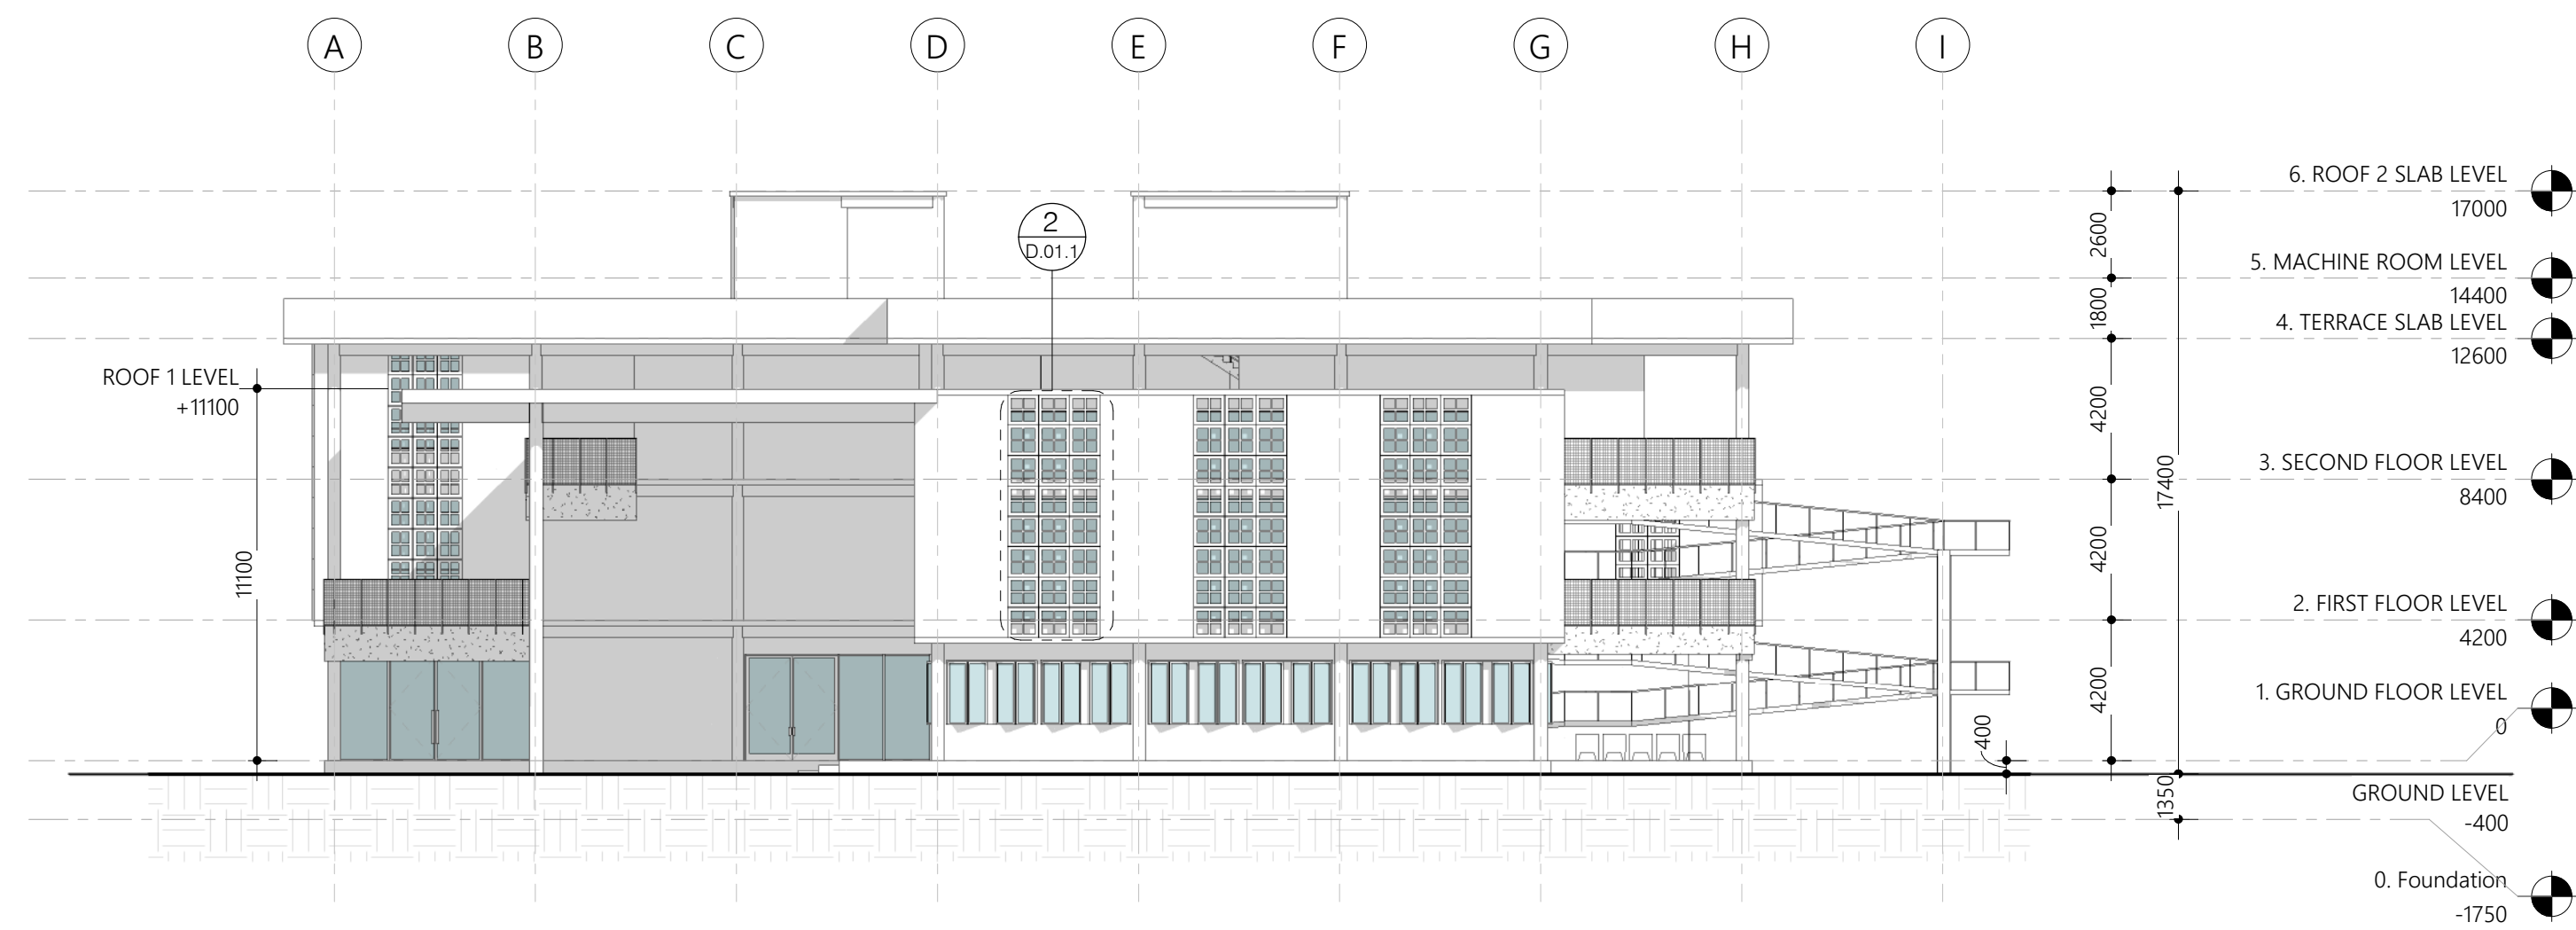 A B C D E F G H I
6. ROOF 2 SLAB LEVEL
17000
2600
2
D.01.1
5. MACHINE ROOM LEVEL
14400
1800
4. TERRACE SLAB LEVEL
12600
ROOF 1 LEVEL
+11100
4200
3. SECOND FLOOR LEVEL
8400
17400
11100
4200
2. FIRST FLOOR LEVEL
4200
4200
1. GROUND FLOOR LEVEL
0
400
1350
GROUND LEVEL
-400
0. Foundation
-1750